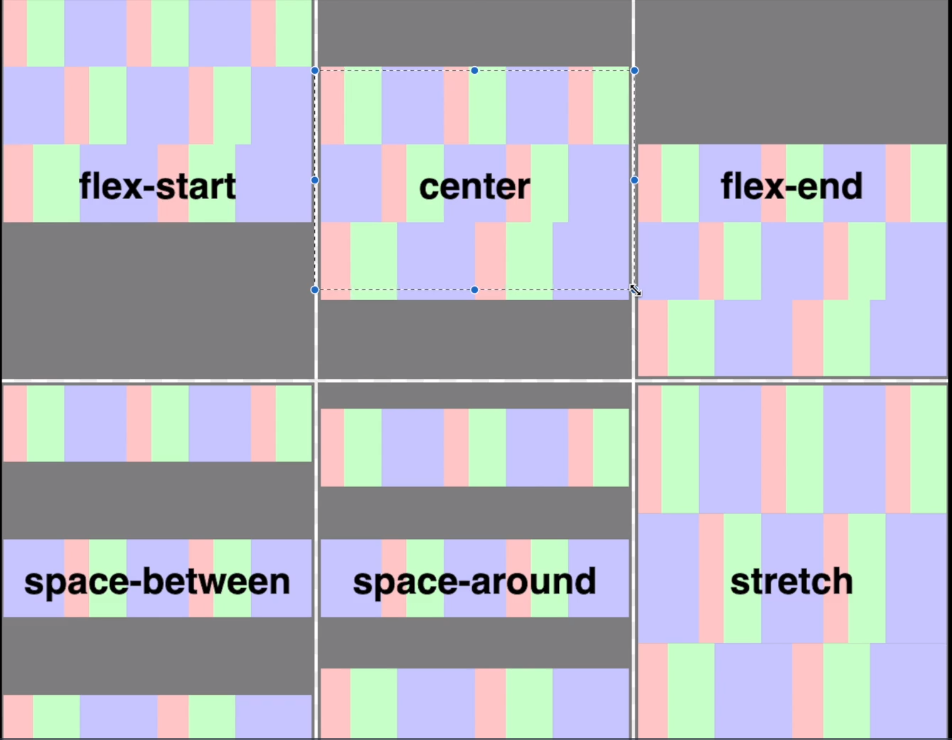 flex-start
center
flex-end
space-between
space-around
stretch